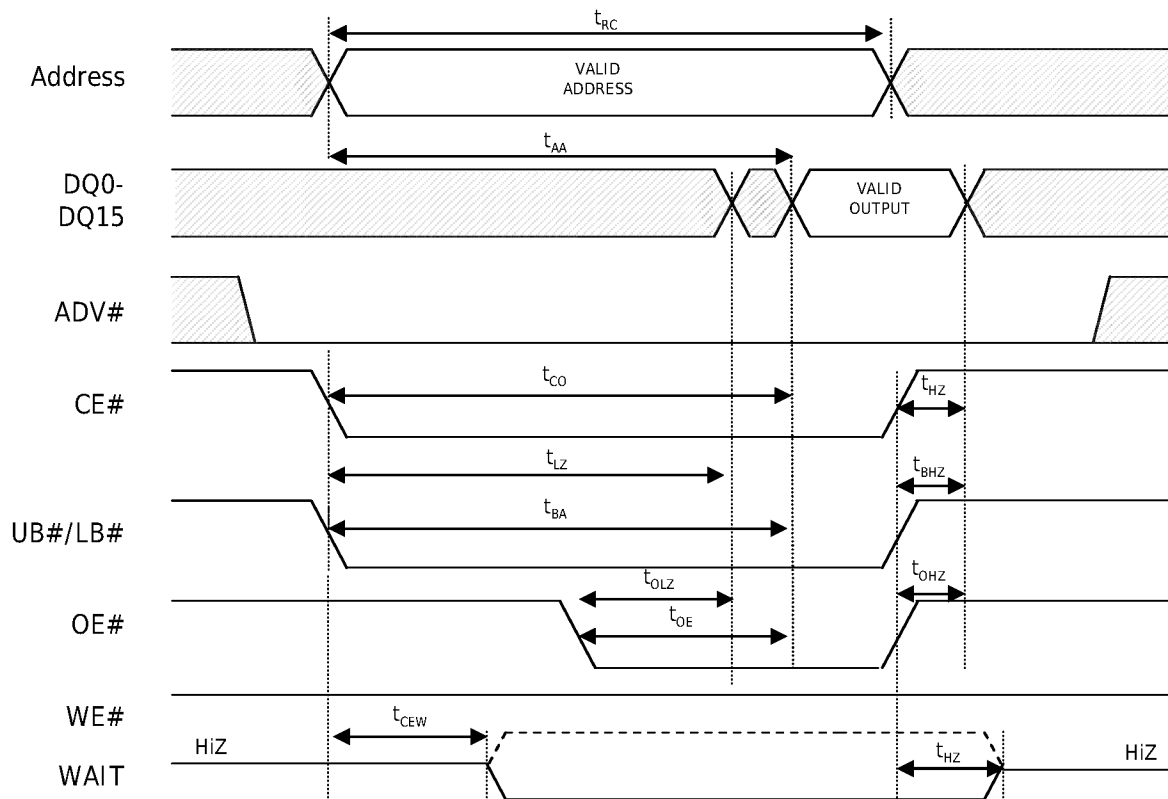 tRC
Address
VALID
ADDRESS
tAA
DQ0-
DQ15
VALID
OUTPUT
ADV#
tCO
tHZ
CE#
tLZ
tBHZ
tBA
UB#/LB#
tOLZ
tOHZ
tOE
OE#
WE#
tCEW
HiZ
tHZ
HiZ
WAIT